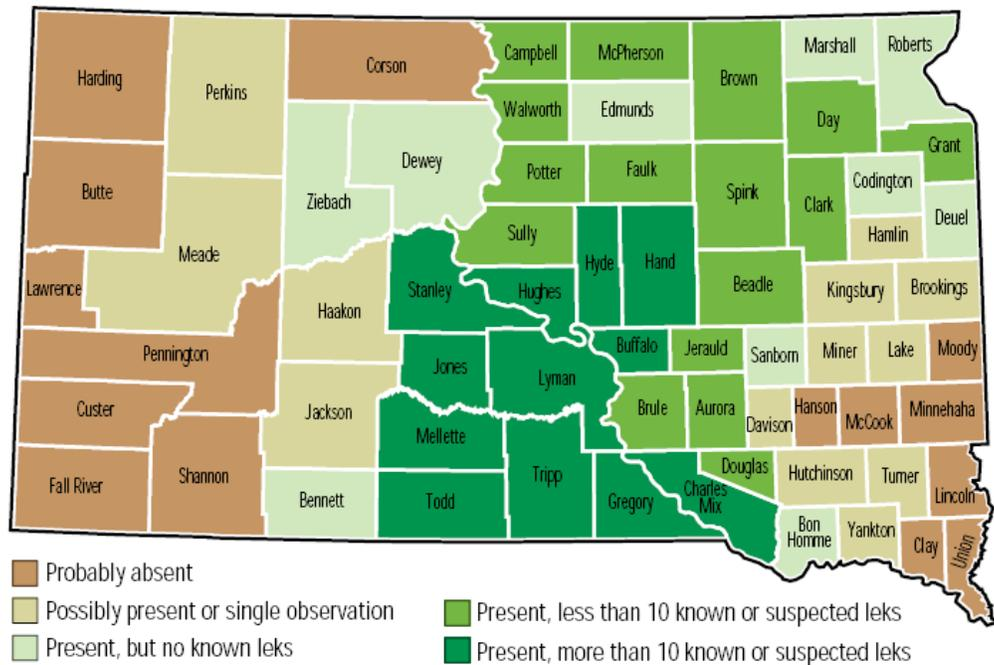 Harding
Perkins
Corson
Campbell
McPherson
Brown
Marshall
Roberts
Walworth
Edmunds
Day
Grant
Butte
Meade
Ziebach
Dewey
Potter
Faulk
Spink
Clark
Codington
Deuel
Hamlin
Lawrence
Sully
Hyde
Hand
Beadle
Kingsbury
Brookings
Haakon
Stanley
Hughes
Pennington
Jones
Lyman
Buffalo
Jerauld
Sanborn
Miner
Lake
Moody
Custer
Jackson
Mellette
Brule
Aurora
Davison
Hanson
McCook
Minnehaha
Fall River
Shannon
Bennett
Todd
Tripp
Gregory
Charles
Mix
Douglas
Hutchinson
Turner
Lincoln
Bon
Homme
Yankton
Clay
Union
Probably absent
Possibly present or single observation
Present, but no known leks
Present, less than 10 known or suspected leks
Present, more than 10 known or suspected leks